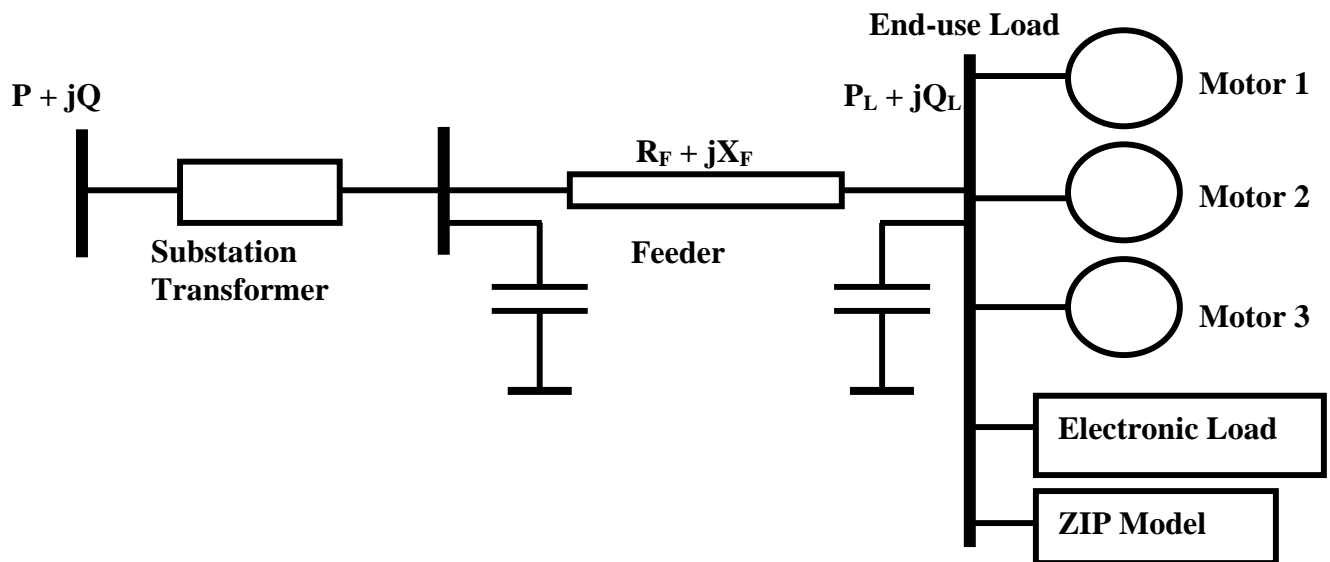 End-use Load
P + jQ
P_L + jQ_L
Motor 1
R_F + jX_F
Motor 2
Substation
Transformer
Feeder
Motor 3
Electronic Load
ZIP Model